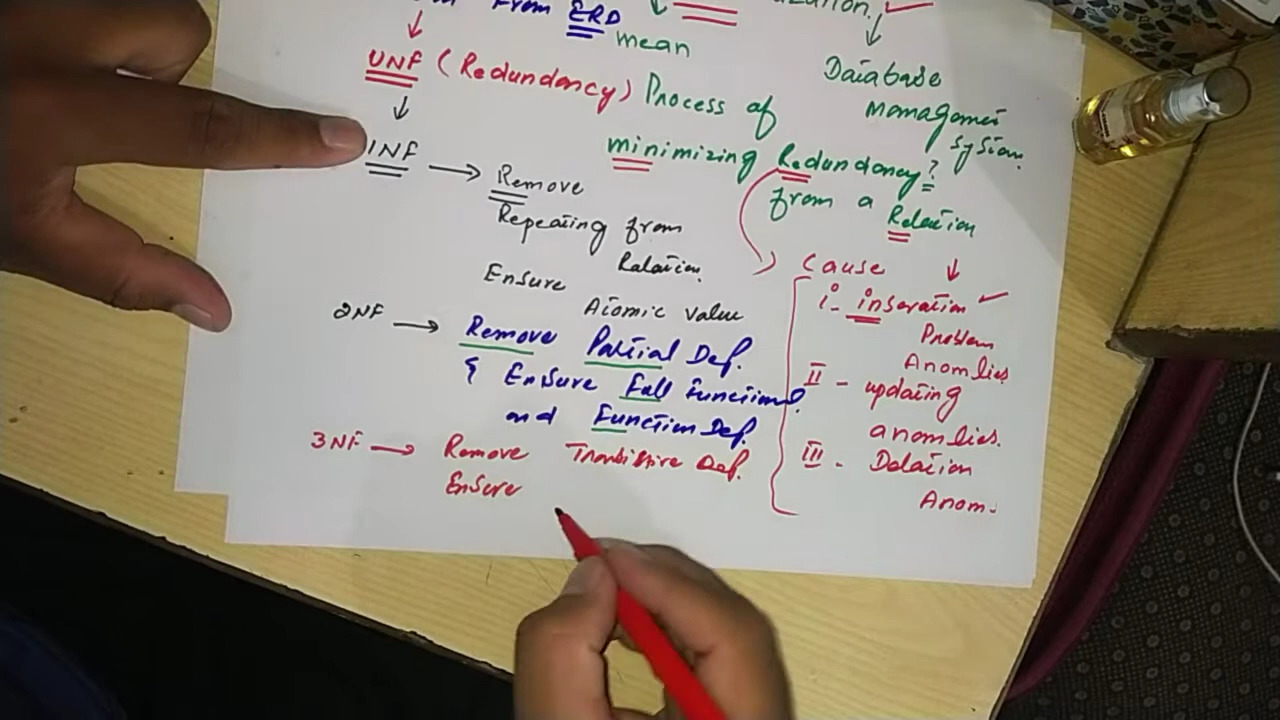 from ERD
mean
UNF (Redundancy) Process of
minimizing Redundancy?
from a Relation
Database
Management
System.
1NF → Remove
Repeating from
Relation.
Ensure
Atomic value
2NF → Remove Partial Def.
& Ensure Full Functional
and Function Def.
3NF → Remove Transitive Def.
Ensure
Cause
i- inseration
Problem
Anomlies
II - updating
anomlies.
III - Delation
Anom.